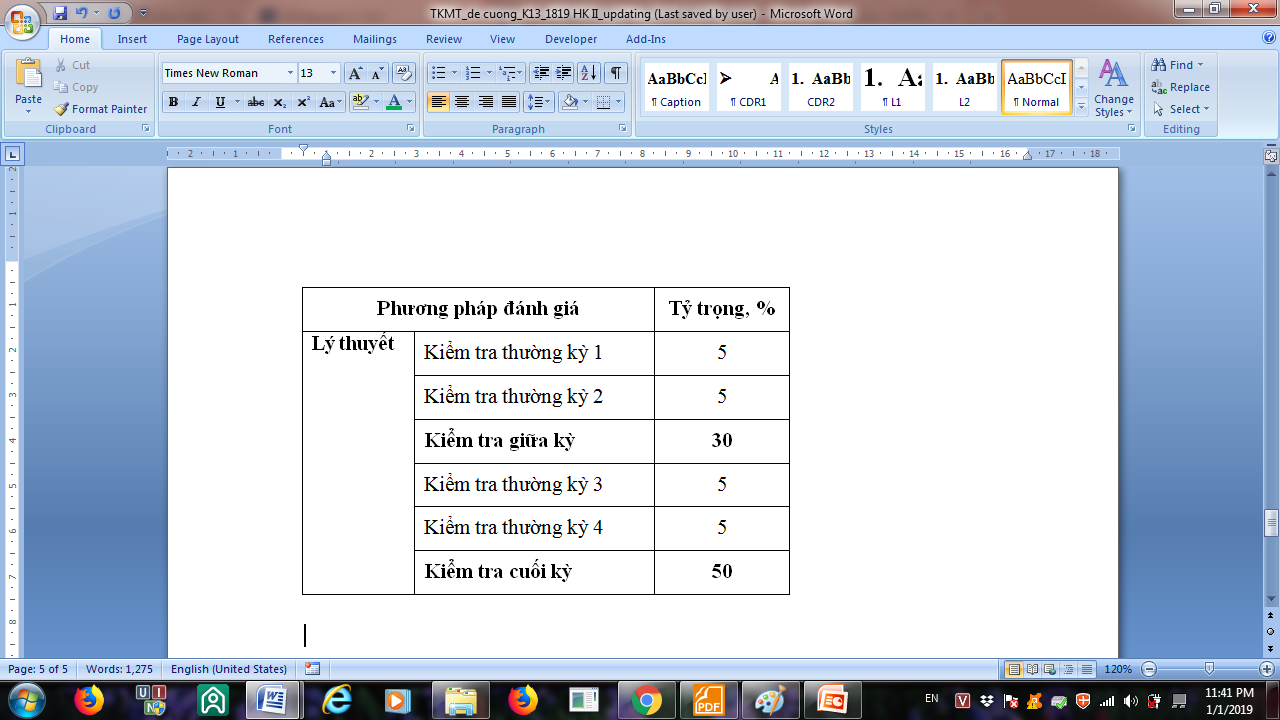 TKMT_de cuong_K13_1819 HK II_updating (Last saved by user) - Microsoft Word
Home Insert Page Layout References Mailings Review View Developer Add-Ins
Paste
Cut
Copy
Format Painter
Clipboard
Times New Roman 13
Font
Paragraph
AaBbCcI A 1. AaBb 1. Aa 1. AaBb AaBbCcI
¶ Caption ¶ CDR1 CDR2 ¶ L1 L2 ¶ Normal
Change Styles
Styles
Find
Replace
Select
Editing
Phương pháp đánh giá Tỷ trọng, %
Lý thuyết Kiểm tra thường kỳ 1 5
Kiểm tra thường kỳ 2 5
Kiểm tra giữa kỳ 30
Kiểm tra thường kỳ 3 5
Kiểm tra thường kỳ 4 5
Kiểm tra cuối kỳ 50
Page: 5 of 5 Words: 1,275 English (United States) 120%
EN
11:41 PM
1/1/2019